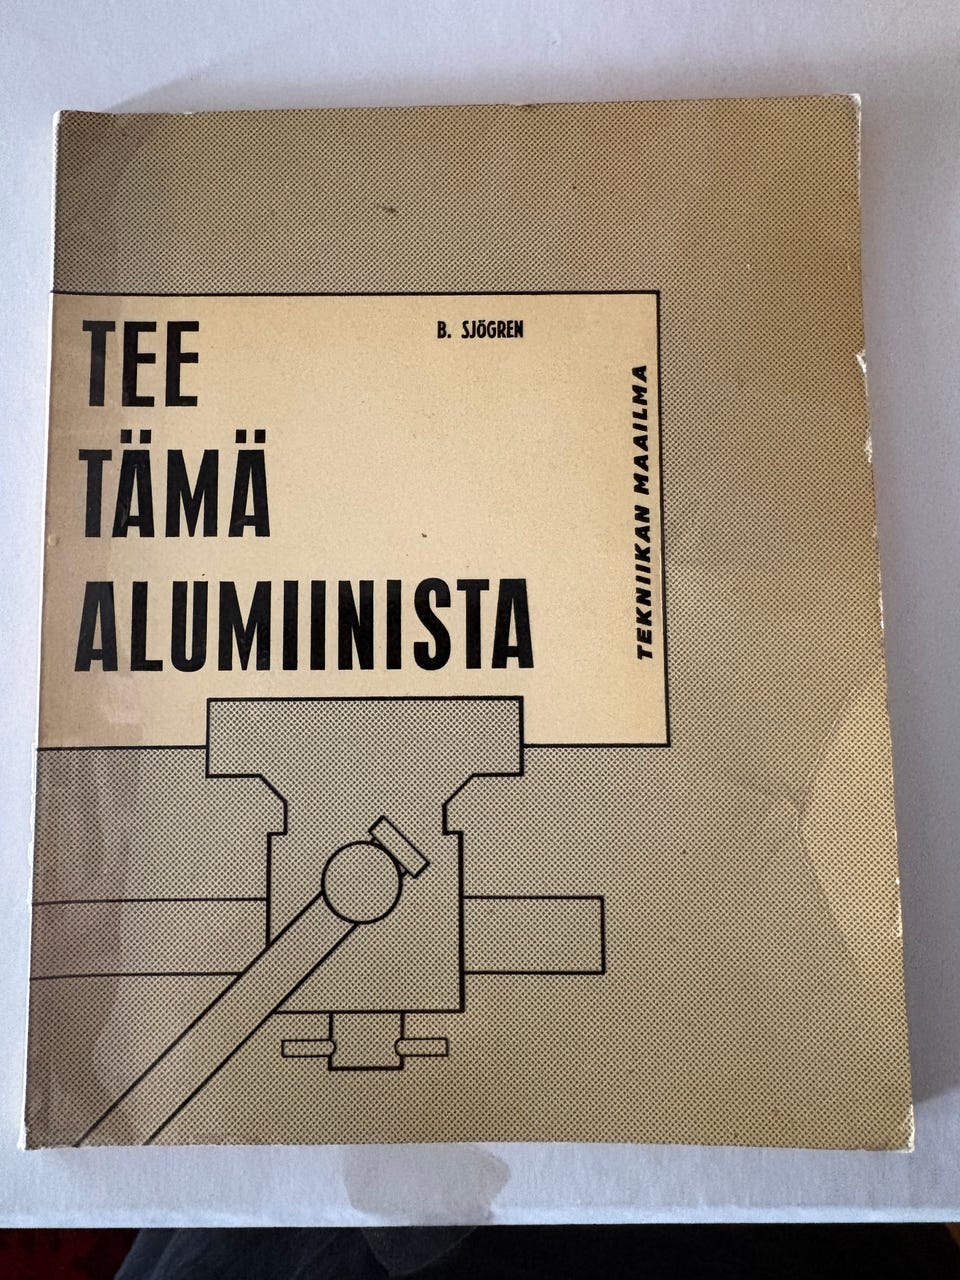 B. SJÖGREN
TEE
TÄMÄ
ALUMIINISTA
TEKNIIKAN MAAILMA